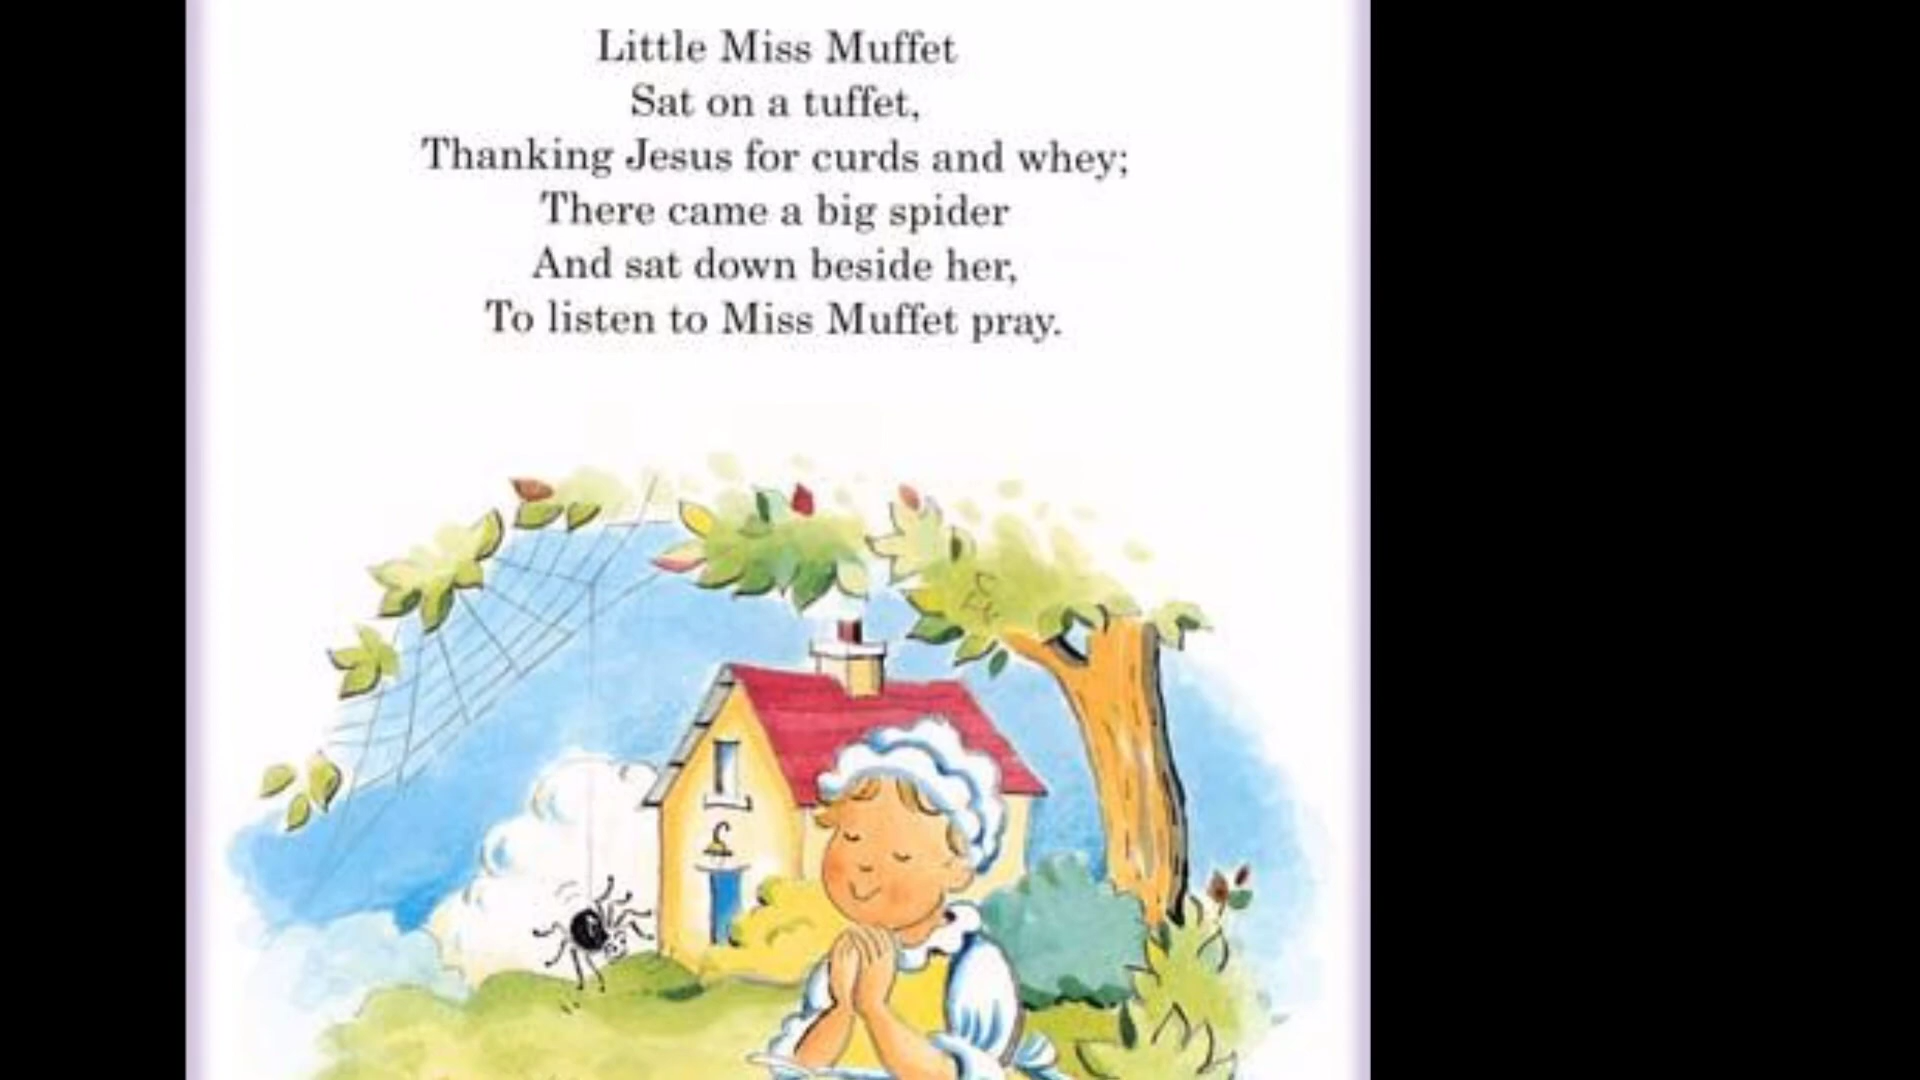 Little Miss Muffet
Sat on a tuffet,
Thanking Jesus for curds and whey;
There came a big spider
And sat down beside her,
To listen to Miss Muffet pray.